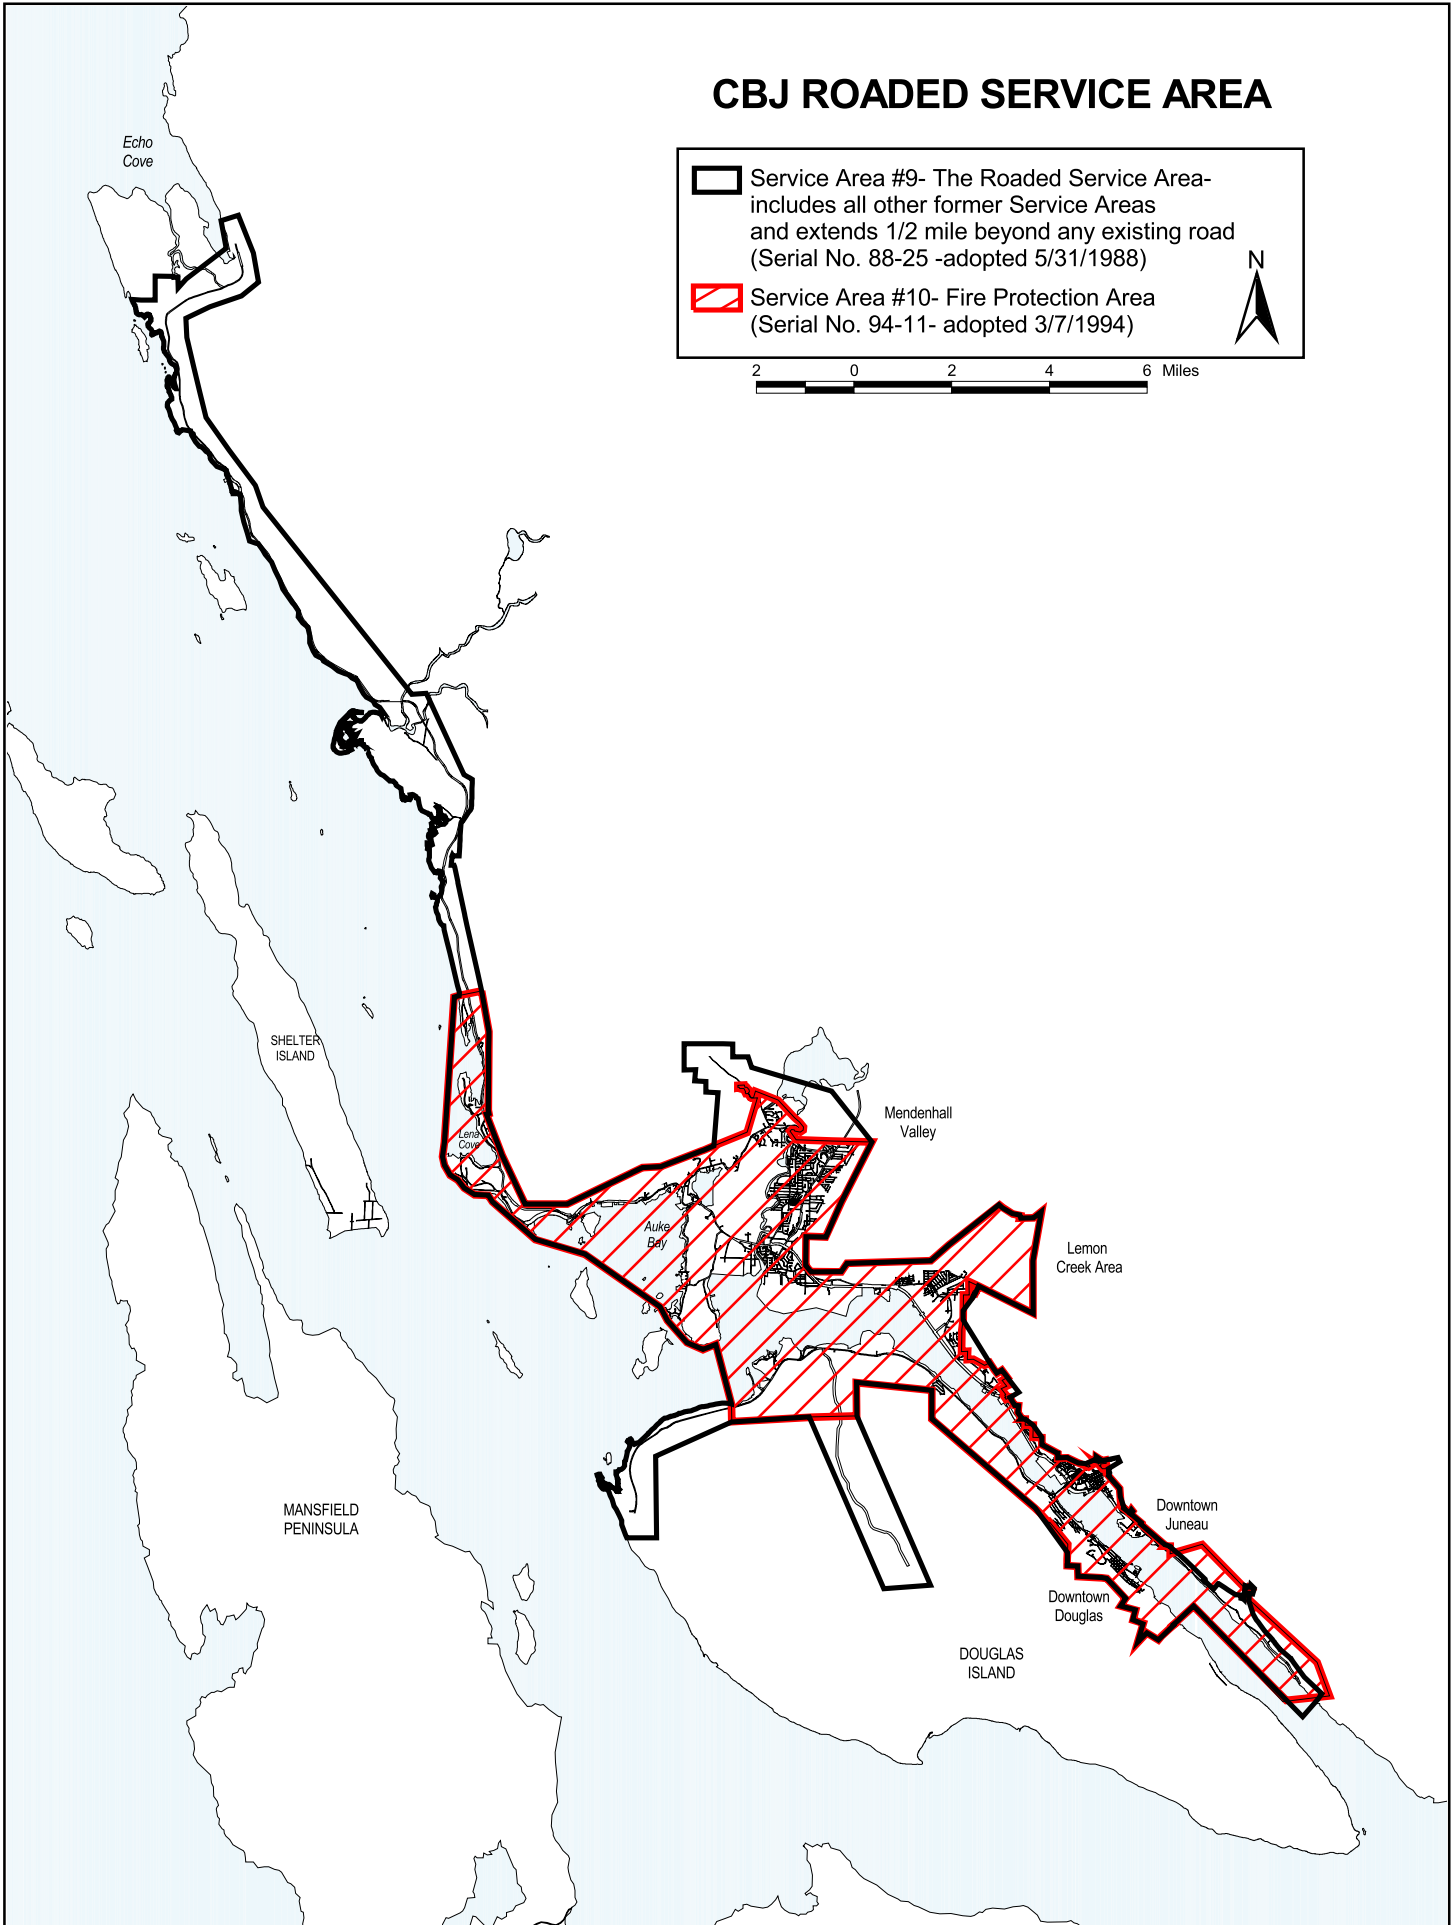 CBJ ROADED SERVICE AREA
Echo
Cove
Service Area #9- The Roaded Service Area-
includes all other former Service Areas
and extends 1/2 mile beyond any existing road
(Serial No. 88-25 -adopted 5/31/1988)
N
Service Area #10- Fire Protection Area
(Serial No. 94-11- adopted 3/7/1994)
2 0 2 4 6 Miles
SHELTER
ISLAND
Mendenhall
Valley
Lena
Cove
Auke
Bay
Lemon
Creek Area
MANSFIELD
PENINSULA
Downtown
Juneau
Downtown
Douglas
DOUGLAS
ISLAND